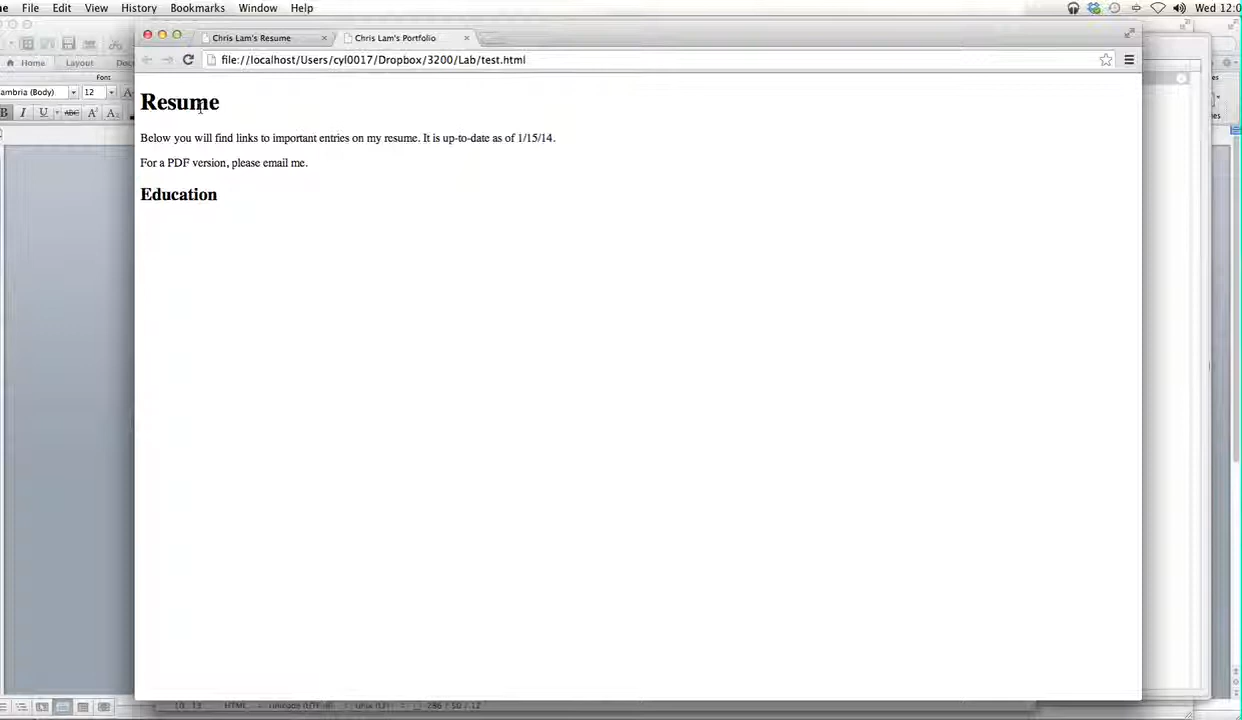 File Edit View History Bookmarks Window Help
Wed 12:0
Chris Lam's Resume
Chris Lam's Portfolio
file://localhost/Users/cyl0017/Dropbox/3200/Lab/test.html
Home Layout
Font
(Body) 12
Resume
Below you will find links to important entries on my resume. It is up-to-date as of 1/15/14.
For a PDF version, please email me.
Education